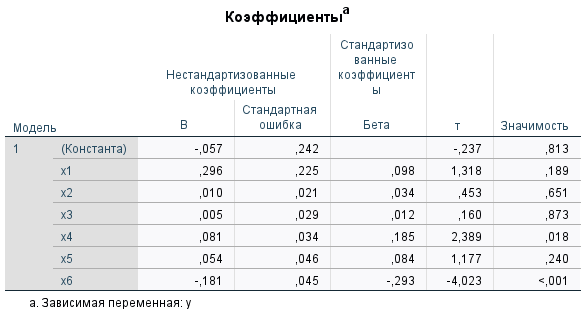 Коэффициентыa
Нестандартизованные коэффициенты
Стандартизо
ванные
коэффициент
ы
Модель B Стандартная ошибка Бета т Значимость
1 (Константа) -,057 ,242 -,237 ,813
x1 ,296 ,225 ,098 1,318 ,189
x2 ,010 ,021 ,034 ,453 ,651
x3 ,005 ,029 ,012 ,160 ,873
x4 ,081 ,034 ,185 2,389 ,018
x5 ,054 ,046 ,084 1,177 ,240
x6 -,181 ,045 -,293 -4,023 <,001
a. Зависимая переменная: y